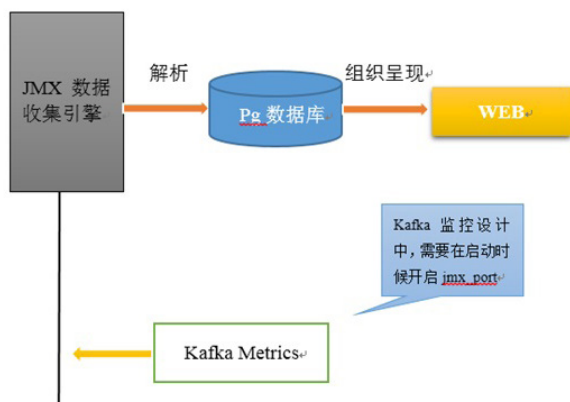 JMX 数据
收集引擎
解析
Pg 数据库
组织呈现
WEB
Kafka 监控设计
中，需要在启动时
候开启 jmx_port
Kafka Metrics